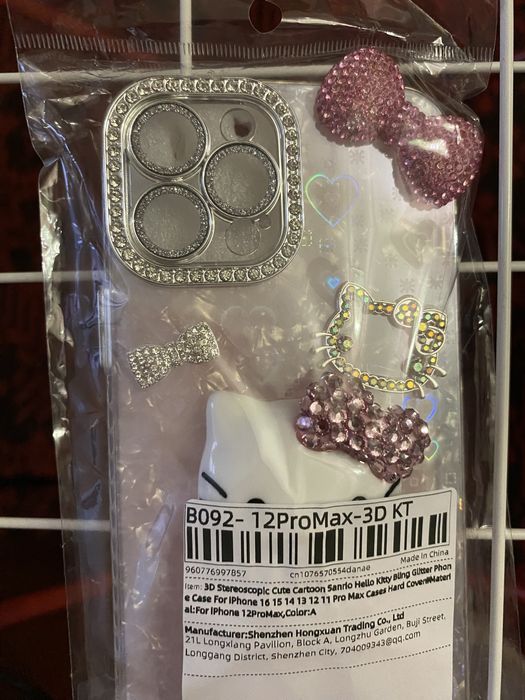 B092- 12ProMax-3D KT
960776997857
cn1076570554danae
Made In China
Item: 3D Stereoscoplc Cute Cartoon Sanrio Hello Kitty Bling Glitter Phon
e Case For iPhone 16 15 14 13 12 11 Pro Max Cases Hard Cover#Materi
al:For IPhone 12ProMax,Color:A
Manufacturer:Shenzhen Hongxuan Trading Co., Ltd
21L Longxiang Pavilion, Block A, Longzhu Garden, Buji Street,
Longgang District, Shenzhen City, 704009343@qq.com